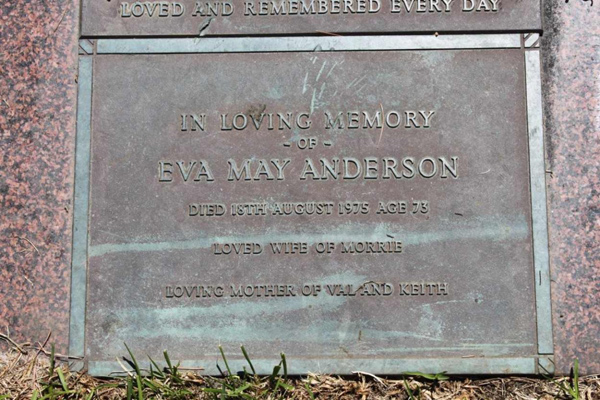 LOVED AND REMEMBERED EVERY DAY
IN LOVING MEMORY
- OF -
EVA MAY ANDERSON
DIED 18TH AUGUST 1975 AGE 73
LOVED WIFE OF MORRIE
LOVING MOTHER OF VAL AND KEITH